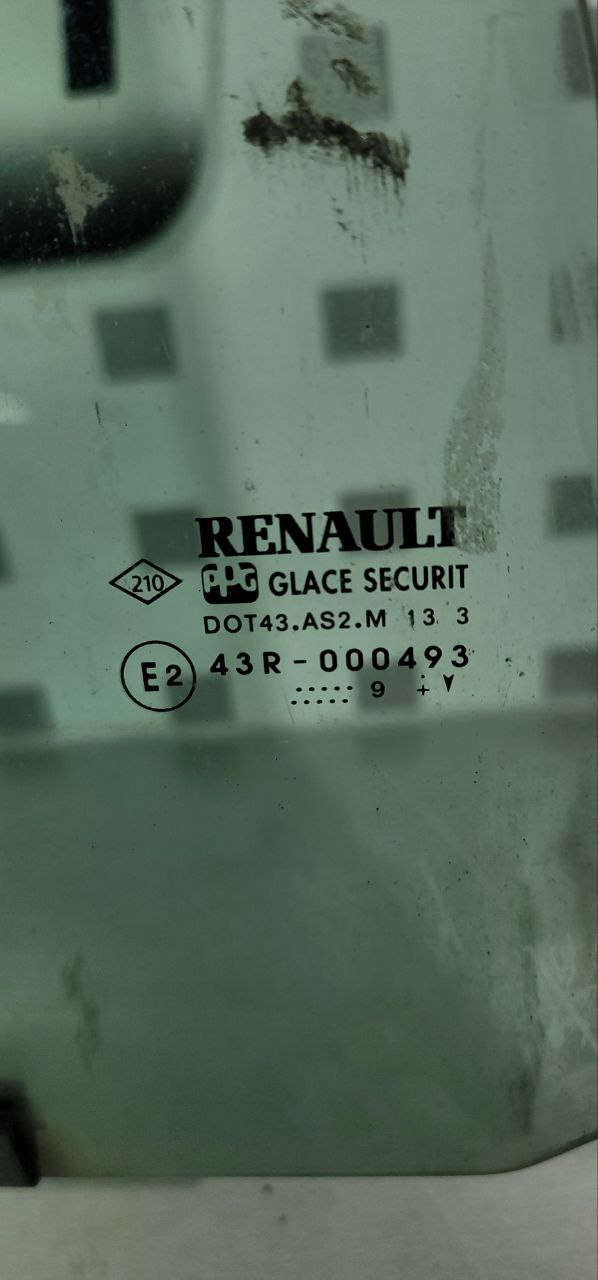 RENAULT
210 PPG GLACE SECURIT
DOT43.AS2.M 13 3
E2 43R-000493
.......... 9 +